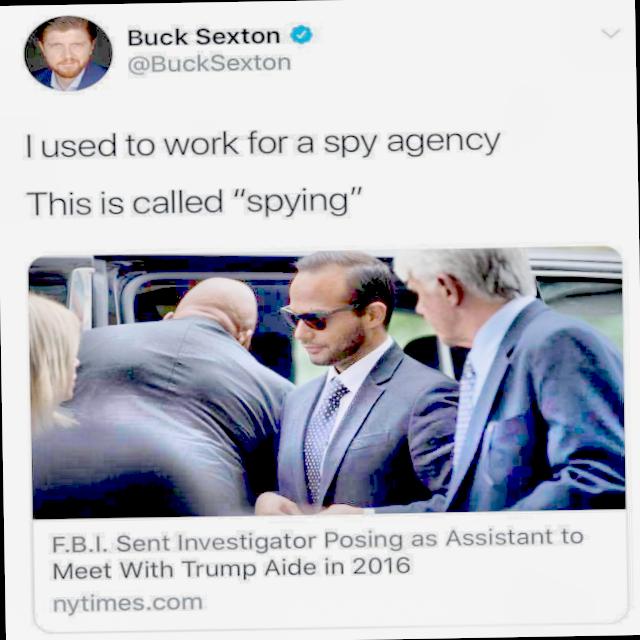 Buck Sexton
@BuckSexton
I used to work for a spy agency
This is called “spying”
F.B.I. Sent Investigator Posing as Assistant to
Meet With Trump Aide in 2016
nytimes.com